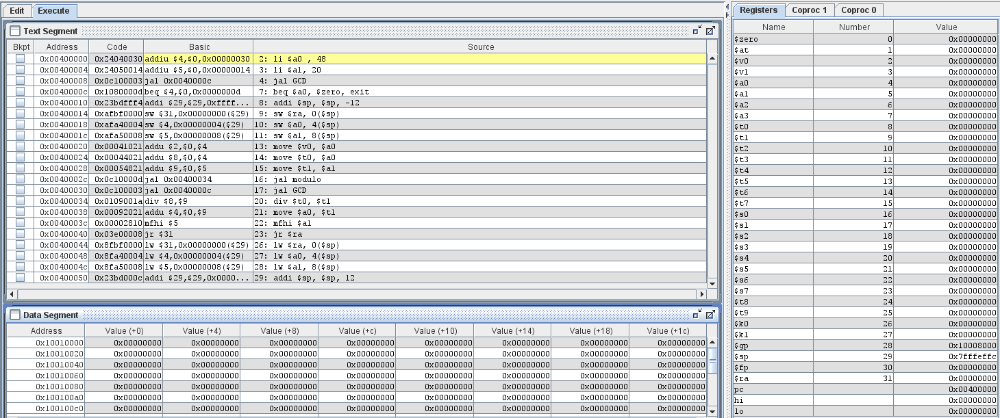 Edit Execute
Text Segment
Bkpt Address Code Basic Source
0x00400000 0x24040030 addiu $4,$0,0x00000030 2: li $a0 , 48
0x00400004 0x24050014 addiu $5,$0,0x00000014 3: li $a1, 20
0x00400008 0x0c100003 jal 0x0040000c 4: jal GCD
0x0040000c 0x1080000d beq $4,$0,0x0000000d 7: beq $a0, $zero, exit
0x00400010 0x23bdfff4 addi $29,$29,0xffff... 8: addi $sp, $sp, -12
0x00400014 0xafbf0000 sw $31,0x00000000($29) 9: sw $ra, 0($sp)
0x00400018 0xafa40004 sw $4,0x00000004($29) 10: sw $a0, 4($sp)
0x0040001c 0xafa50008 sw $5,0x00000008($29) 11: sw $a1, 8($sp)
0x00400020 0x00041021 addu $2,$0,$4 13: move $v0, $a0
0x00400024 0x00044021 addu $8,$0,$4 14: move $t0, $a0
0x00400028 0x00054821 addu $9,$0,$5 15: move $t1, $a1
0x0040002c 0x0c10000d jal 0x00400034 16: jal modulo
0x00400030 0x0c100003 jal 0x0040000c 17: jal GCD
0x00400034 0x0109001a div $8,$9 20: div $t0, $t1
0x00400038 0x00092021 addu $4,$0,$9 21: move $a0, $t1
0x0040003c 0x00002810 mfhi $5 22: mfhi $a1
0x00400040 0x03e00008 jr $31 23: jr $ra
0x00400044 0x8fbf0000 lw $31,0x00000000($29) 26: lw $ra, 0($sp)
0x00400048 0x8fa40004 lw $4,0x00000004($29) 27: lw $a0, 4($sp)
0x0040004c 0x8fa50008 lw $5,0x00000008($29) 28: lw $a1, 8($sp)
0x00400050 0x23bd000c addi $29,$29,0x0000... 29: addi $sp, $sp, 12
Data Segment
Address Value (+0) Value (+4) Value (+8) Value (+c) Value (+10) Value (+14) Value (+18) Value (+1c)
0x10010000 0x00000000 0x00000000 0x00000000 0x00000000 0x00000000 0x00000000 0x00000000 0x00000000
0x10010020 0x00000000 0x00000000 0x00000000 0x00000000 0x00000000 0x00000000 0x00000000 0x00000000
0x10010040 0x00000000 0x00000000 0x00000000 0x00000000 0x00000000 0x00000000 0x00000000 0x00000000
0x10010060 0x00000000 0x00000000 0x00000000 0x00000000 0x00000000 0x00000000 0x00000000 0x00000000
0x10010080 0x00000000 0x00000000 0x00000000 0x00000000 0x00000000 0x00000000 0x00000000 0x00000000
0x100100a0 0x00000000 0x00000000 0x00000000 0x00000000 0x00000000 0x00000000 0x00000000 0x00000000
0x100100c0 0x00000000 0x00000000 0x00000000 0x00000000 0x00000000 0x00000000 0x00000000 0x00000000
Registers Coproc 1 Coproc 0
Name Number Value
$zero 0 0x00000000
$at 1 0x00000000
$v0 2 0x00000000
$v1 3 0x00000000
$a0 4 0x00000000
$a1 5 0x00000000
$a2 6 0x00000000
$a3 7 0x00000000
$t0 8 0x00000000
$t1 9 0x00000000
$t2 10 0x00000000
$t3 11 0x00000000
$t4 12 0x00000000
$t5 13 0x00000000
$t6 14 0x00000000
$t7 15 0x00000000
$s0 16 0x00000000
$s1 17 0x00000000
$s2 18 0x00000000
$s3 19 0x00000000
$s4 20 0x00000000
$s5 21 0x00000000
$s6 22 0x00000000
$s7 23 0x00000000
$t8 24 0x00000000
$t9 25 0x00000000
$k0 26 0x00000000
$k1 27 0x00000000
$gp 28 0x10008000
$sp 29 0x7fffeffc
$fp 30 0x00000000
$ra 31 0x00000000
pc 0x00400000
hi 0x00000000
lo 0x00000000